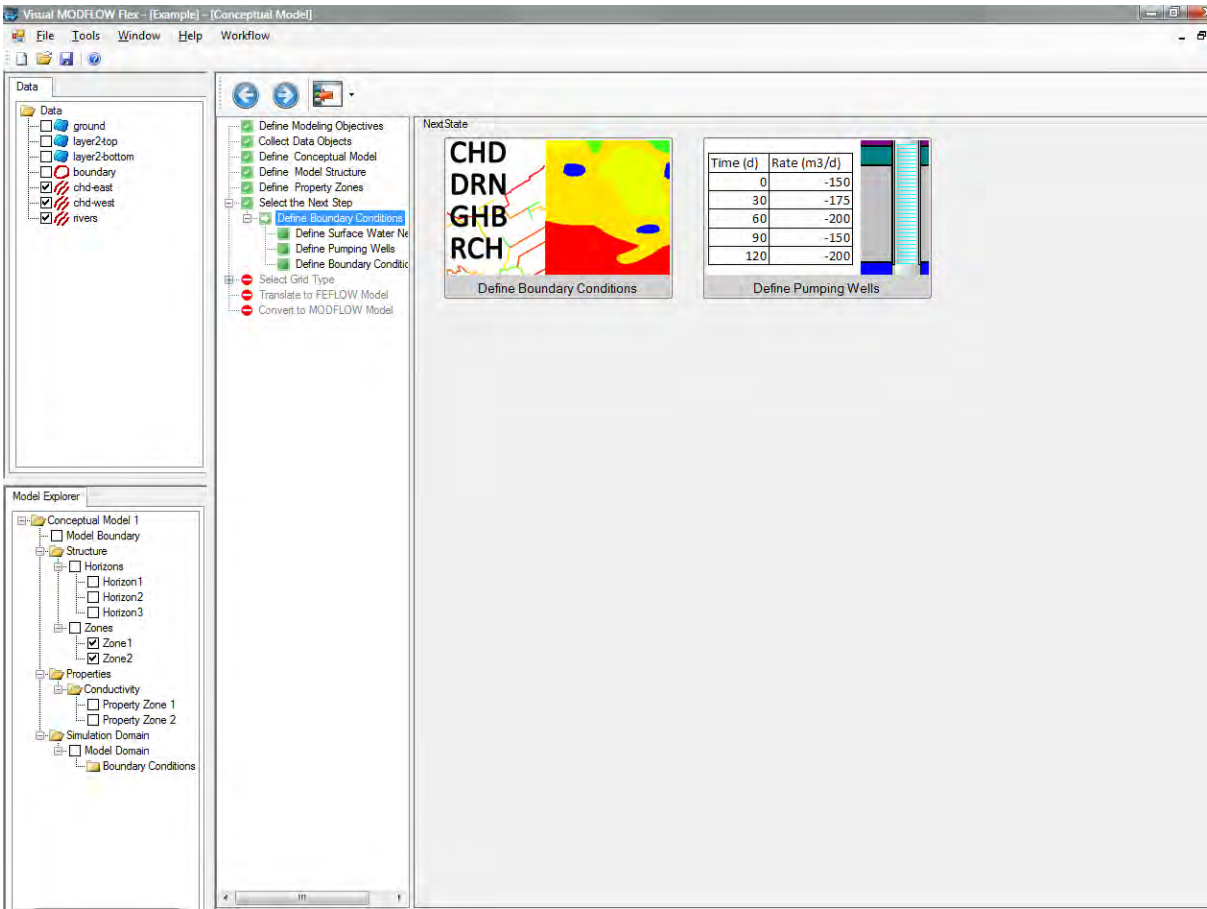 Visual MODFLOW Flex - [Example] - [Conceptual Model]
File Tools Window Help Workflow
Data
Data
ground
layer2-top
layer2-bottom
boundary
chd-east
chd-west
rivers
Model Explorer
Conceptual Model 1
Model Boundary
Structure
Horizons
Horizon1
Horizon2
Horizon3
Zones
Zone1
Zone2
Properties
Conductivity
Property Zone 1
Property Zone 2
Simulation Domain
Model Domain
Boundary Conditions
Define Modeling Objectives
Collect Data Objects
Define Conceptual Model
Define Model Structure
Define Property Zones
Select the Next Step
Define Boundary Conditions
Define Surface Water Ne
Define Pumping Wells
Define Boundary Conditic
Select Grid Type
Translate to FEFLOW Model
Convert to MODFLOW Model
NextState
CHD
DRN
GHB
RCH
Define Boundary Conditions
Time (d) Rate (m3/d)
0 -150
30 -175
60 -200
90 -150
120 -200
Define Pumping Wells